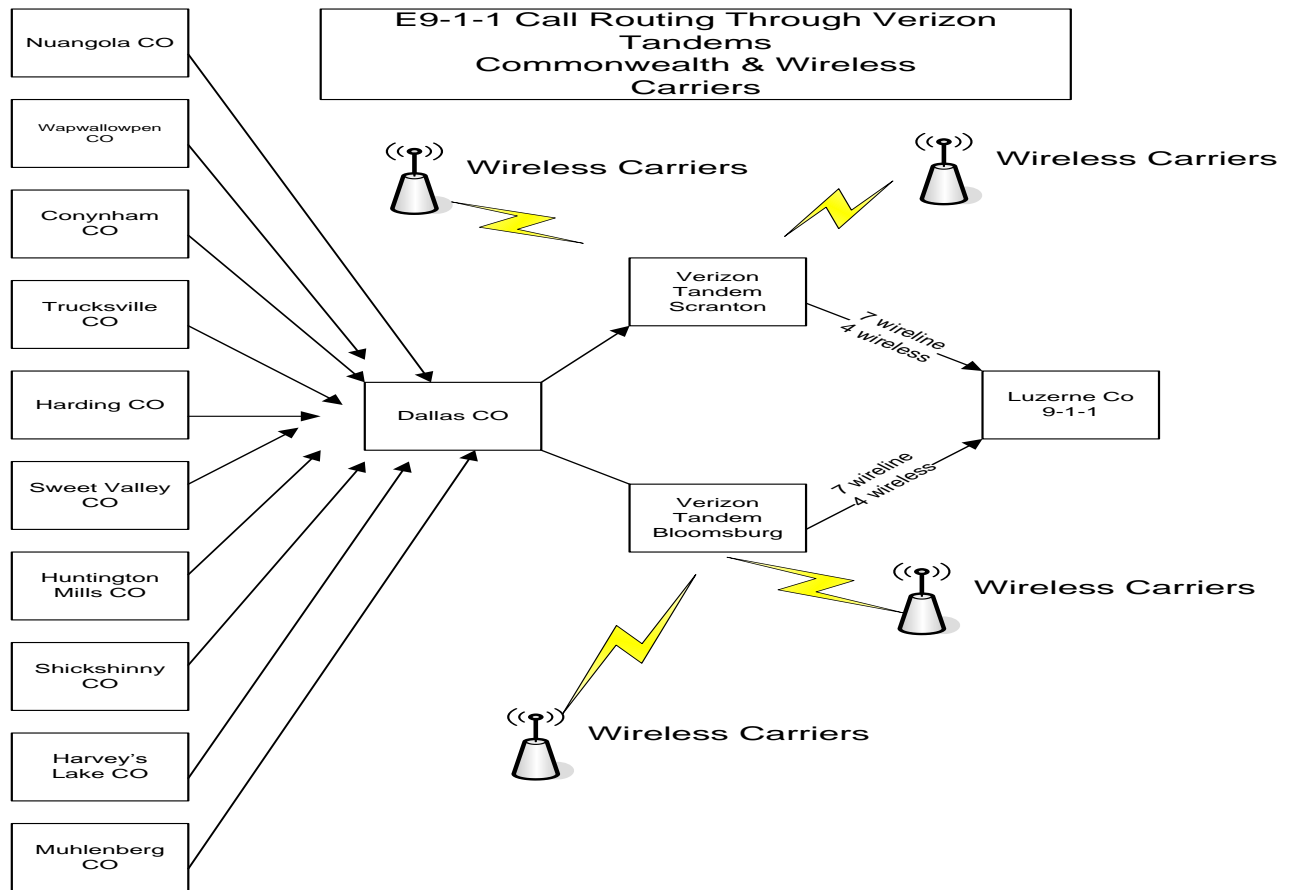 E9-1-1 Call Routing Through Verizon
Tandems
Commonwealth & Wireless
Carriers
Nuangola CO
Wapwallowpen
CO
Conynham
CO
Trucksville
CO
Harding CO
Sweet Valley
CO
Huntington
Mills CO
Shickshinny
CO
Harvey's
Lake CO
Muhlenberg
CO
Wireless Carriers
Wireless Carriers
Verizon
Tandem
Scranton
7 wireline
4 wireless
Dallas CO
Luzerne Co
9-1-1
Verizon
Tandem
Bloomsburg
7 wireline
4 wireless
Wireless Carriers
Wireless Carriers